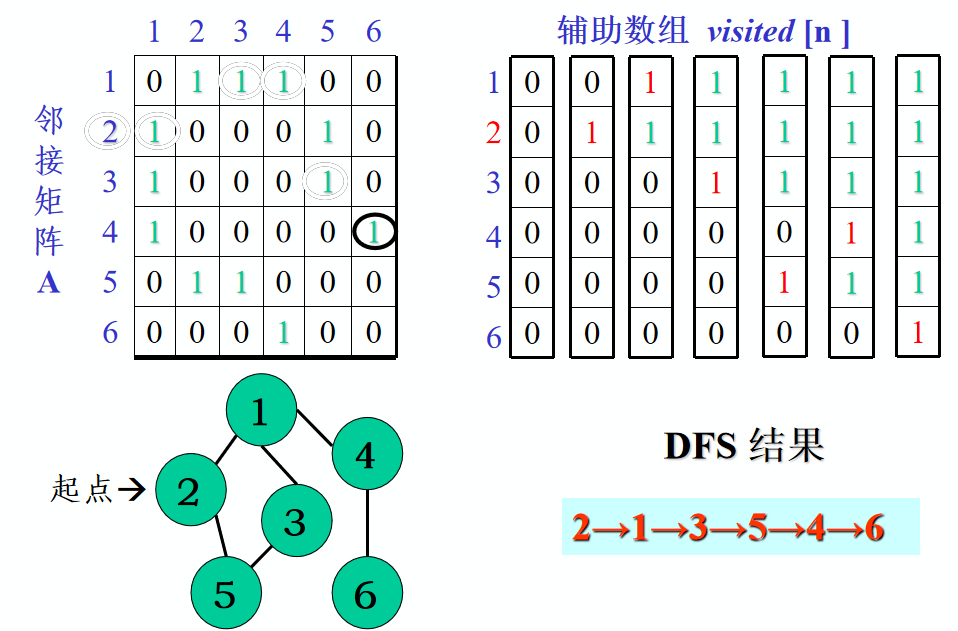 辅助数组 visited [n ]
1 2 3 4 5 6
邻接矩阵 A
1 0 1 1 1 0 0
2 1 0 0 0 1 0
3 1 0 0 0 1 0
4 1 0 0 0 0 1
5 0 1 1 0 0 0
6 0 0 0 1 0 0
1 0 0 1 1 1 1 1
2 0 1 1 1 1 1 1
3 0 0 0 1 1 1 1
4 0 0 0 0 0 1 1
5 0 0 0 0 1 1 1
6 0 0 0 0 0 0 1
1
4
起点→
2
3
5
6
DFS 结果
2→1→3→5→4→6